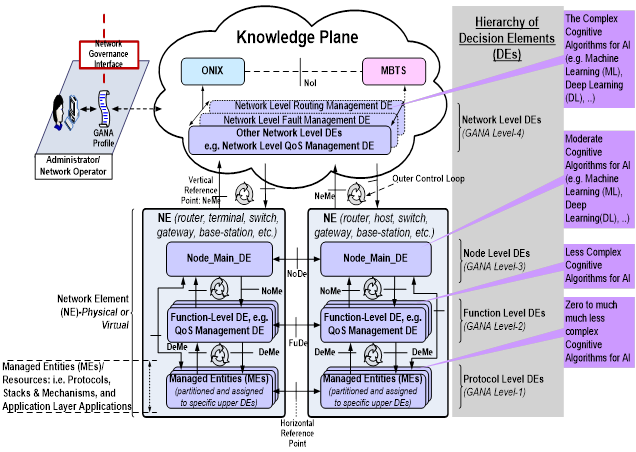 Network
Governance
Interface
GANA
Profile
Administrator/
Network Operator
Knowledge Plane
ONIX
MBTS
NoI
Network Level Routing Management DE
Network Level Fault Management DE
Other Network Level DEs
e.g. Network Level QoS Management DE
Vertical
Reference
Point: NeMe
NeMe
Outer Control Loop
NE (router, terminal, switch,
gateway, base-station, etc.)
Node_Main_DE
NoMe
Function-Level DE, e.g.
QoS Management DE
DeMe
DeMe
Managed Entities (MEs)
(partitioned and assigned
to specific upper DEs)
NoDe
FuDe
Horizontal
Reference
Point
NE (router, host, switch,
gateway, base-station, etc.)
Node_Main_DE
NoMe
Function-Level DE, e.g.
QoS Management DE
DeMe
DeMe
Managed Entities (MEs)
(partitioned and assigned
to specific upper DEs)
Network Element
(NE)-Physical or
Virtual
Managed Entities (MEs)/
Resources: i.e. Protocols,
Stacks & Mechanisms, and
Application Layer Applications
Hierarchy of
Decision Elements
(DEs)
Network Level DEs
(GANA Level-4)
Node Level DEs
(GANA Level-3)
Function Level DEs
(GANA Level-2)
Protocol Level DEs
(GANA Level-1)
The Complex
Cognitive
Algorithms for AI
(e.g. Machine
Learning (ML),
Deep Learning
(DL), ..)
Moderate
Cognitive
Algorithms for AI
(e.g. Machine
Learning (ML),
Deep
Learning(DL), ..)
Less Complex
Cognitive
Algorithms for AI
Zero to much
much less
complex
Cognitive
Algorithms for AI